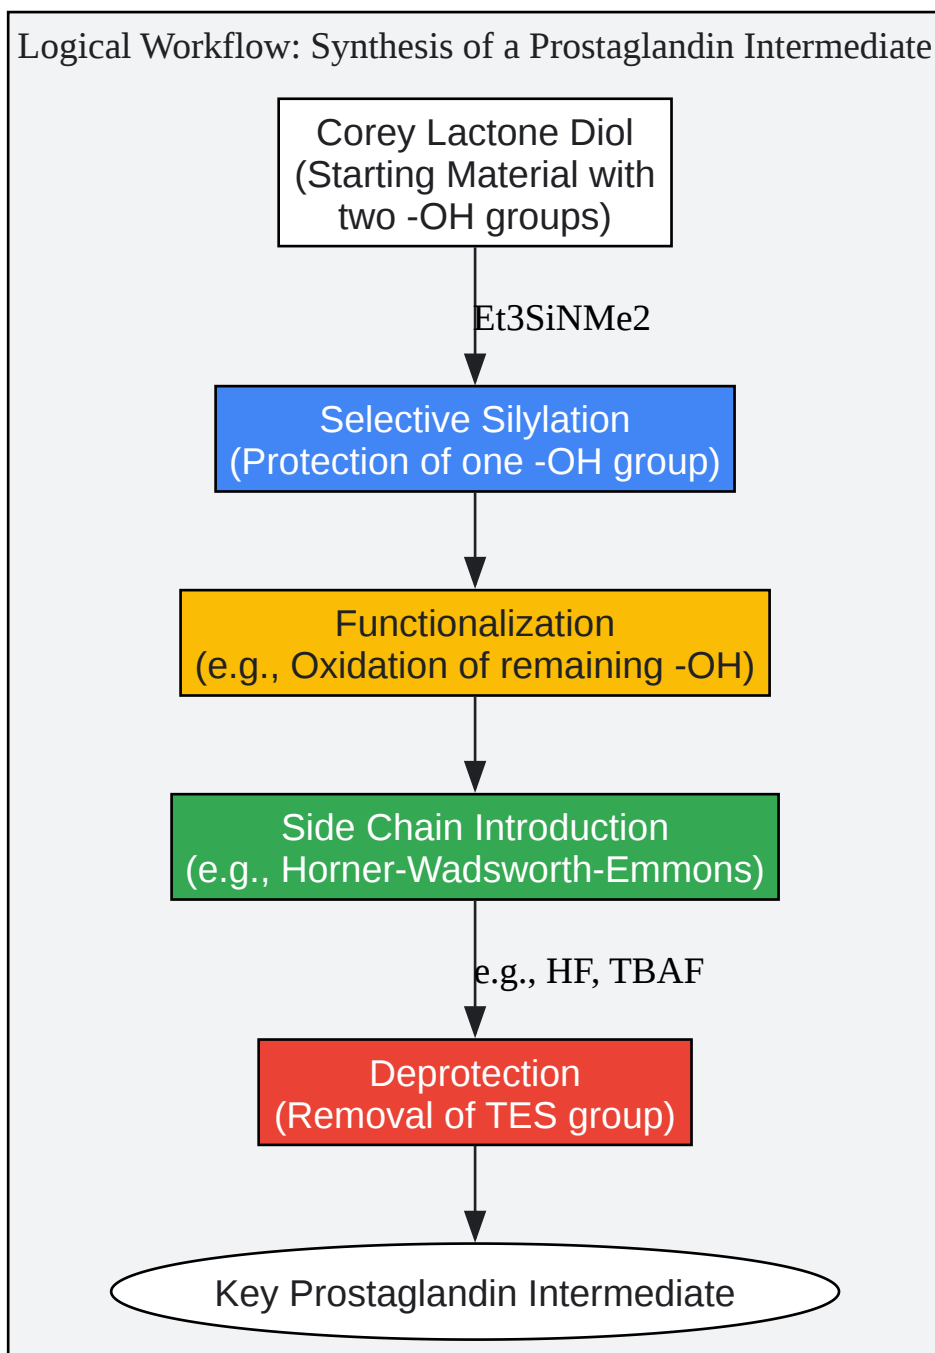 Logical Workflow: Synthesis of a Prostaglandin Intermediate
Corey Lactone Diol
(Starting Material with
two -OH groups)
Et3SiNMe2
Selective Silylation
(Protection of one -OH group)
Functionalization
(e.g., Oxidation of remaining -OH)
Side Chain Introduction
(e.g., Horner-Wadsworth-Emmons)
e.g., HF, TBAF
Deprotection
(Removal of TES group)
Key Prostaglandin Intermediate